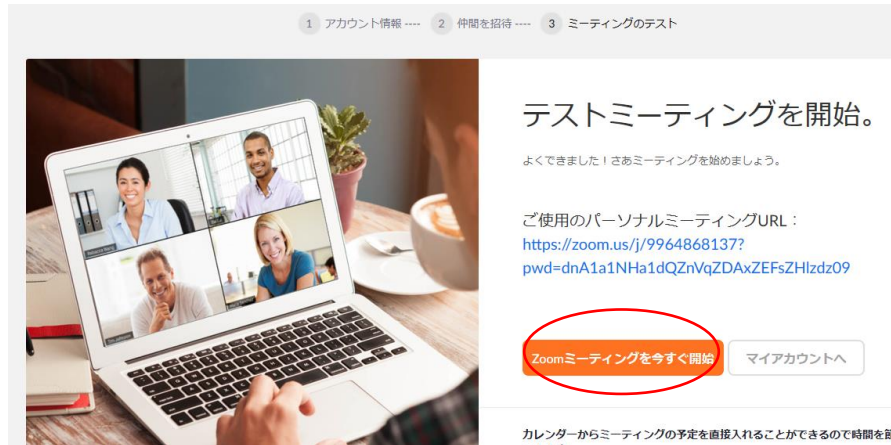 1 アカウント情報 ---- 2 仲間を招待 ---- 3 ミーティングのテスト
テストミーティングを開始。
よくできました！さあミーティングを始めましょう。
ご使用のパーソナルミーティングURL：
https://zoom.us/j/9964868137?
pwd=dnA1a1NHa1dQZnVqZDAxZEFsZHlzdz09
Zoomミーティングを今すぐ開始 マイアカウントへ
カレンダーからミーティングの予定を直接入れることができるので時間を